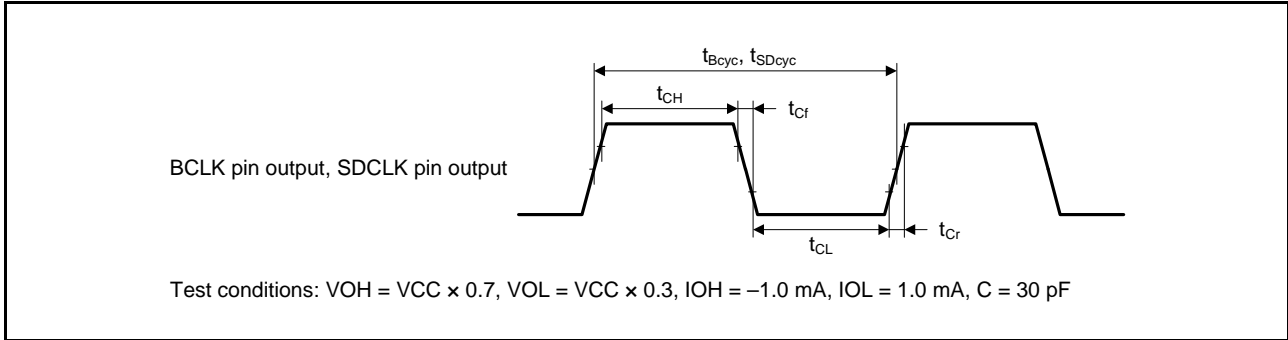 tBcyc, tSDcyc
tCH
tCf
BCLK pin output, SDCLK pin output
tCL
tCr
Test conditions: VOH = VCC × 0.7, VOL = VCC × 0.3, IOH = –1.0 mA, IOL = 1.0 mA, C = 30 pF